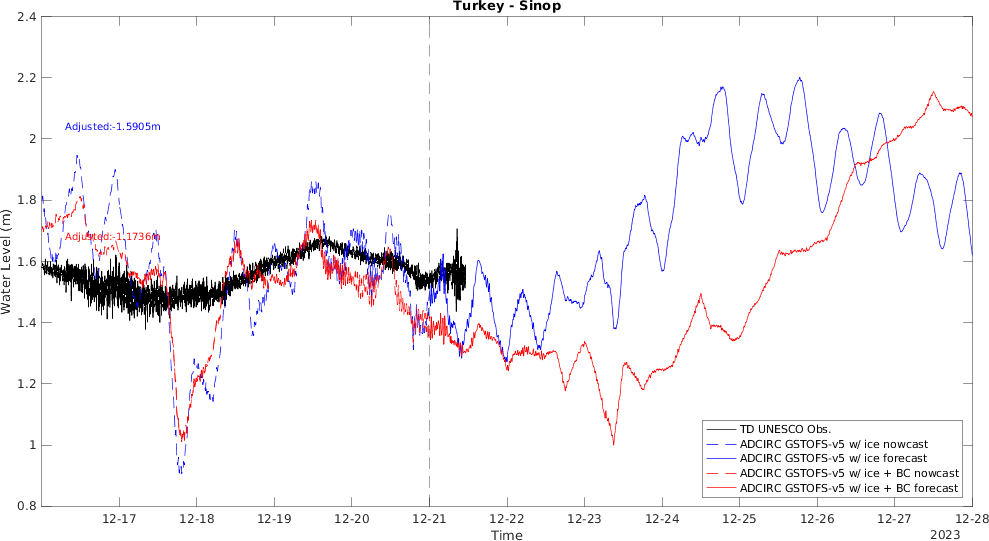 Turkey - Sinop
Water Level (m)
2.4
2.2
2
1.8
1.6
1.4
1.2
1
0.8
Adjusted:-1.5905m
Adjusted:-1.1736m
TD UNESCO Obs.
ADCIRC GSTOFS-v5 w/ ice nowcast
ADCIRC GSTOFS-v5 w/ ice forecast
ADCIRC GSTOFS-v5 w/ ice + BC nowcast
ADCIRC GSTOFS-v5 w/ ice + BC forecast
12-17 12-18 12-19 12-20 12-21 12-22 12-23 12-24 12-25 12-26 12-27 12-28
Time
2023